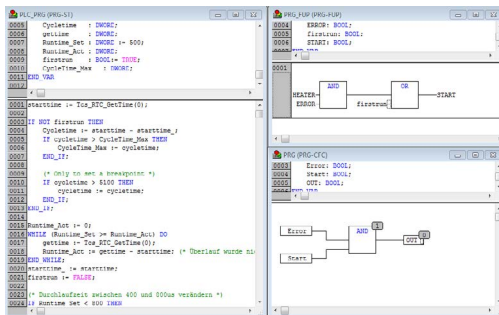 PLC_PRG (PRG-ST)
0005 Cycletime : DWORD;
0006 gettime : DWORD;
0007 Runtime_Set : DWORD := 500;
0008 Runtime_Act : DWORD;
0009 firstrun : BOOL:= TRUE;
0010 CycleTime_Max : DWORD;
0011 END_VAR
0012
0001 starttime := Tcs_RTC_GetTime(0);
0002
0003 IF NOT firstrun THEN
0004 Cycletime := starttime - starttime_;
0005 IF cycletime > CycleTime_Max THEN
0006 CycleTime_Max := cycletime;
0007 END_IF;
0008
0009 (* Only to set a breakpoint *)
0010 IF cycletime > 5100 THEN
0011 cycletime := cycletime;
0012 END_IF;
0013 END_IF;
0014
0015 Runtime_Act := 0;
0016 WHILE (Runtime_Set >= Runtime_Act) DO
0017 gettime := Tcs_RTC_GetTime(0);
0018 Runtime_Act := gettime - starttime; (* Überlauf wurde
0019 END_WHILE;
0020 starttime_ := starttime;
0021 firstrun := FALSE;
0022
0023 (* Durchlaufzeit zwischen 400 und 800us verändern *)
0024 IF Runtime_Set < 800 THEN
PRG_FUP (PRG-FUP)
0004 ERROR: BOOL;
0005 firstrun: BOOL;
0006 START: BOOL;
0001
AND
OR
HEATER
ERROR
firstrun
START
PRG (PRG-CFC)
0003 Error: BOOL;
0004 Start: BOOL;
0005 OUT: BOOL;
0006 END_VAR
Error
AND
1
OUT
0
Start